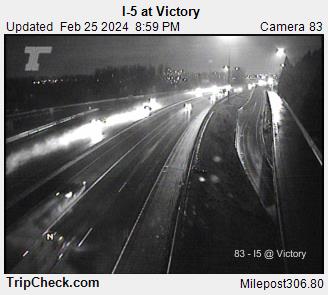 I-5 at Victory
Updated Feb 25 2024 8:59 PM Camera 83
T
N
83 - I5 @ Victory
TripCheck.com Milepost306.80